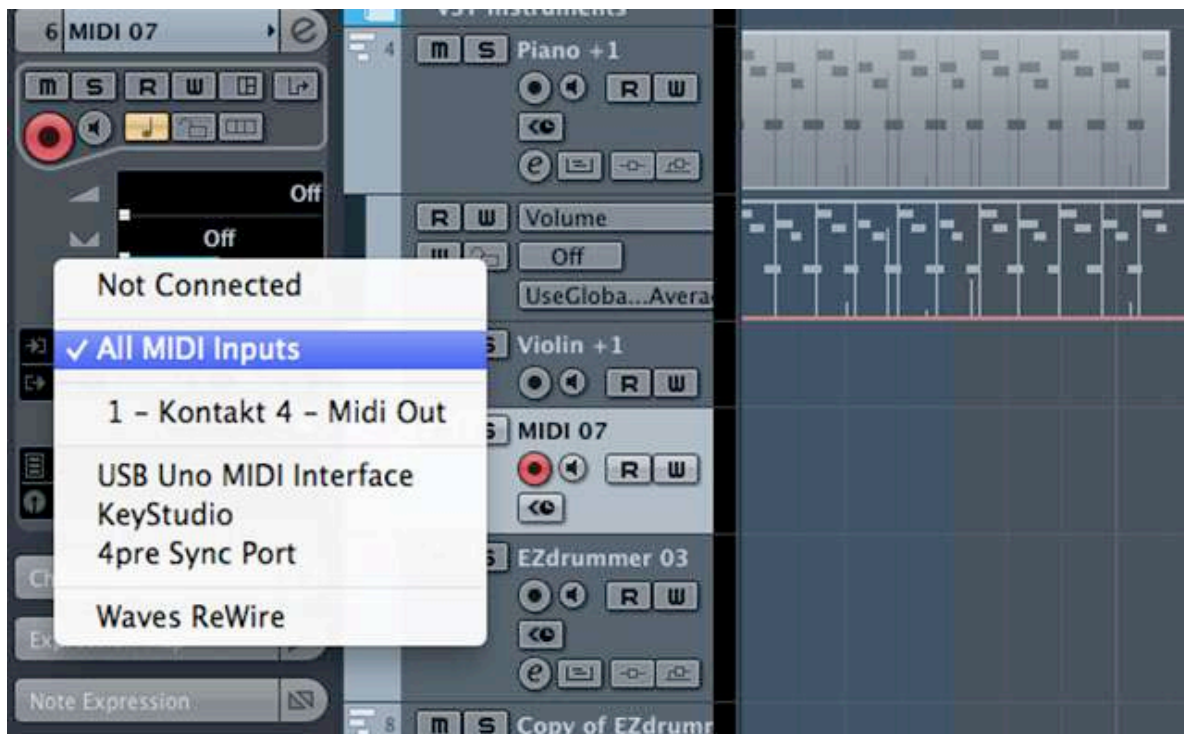 6 MIDI 07
e
M S R W
Off
Off
Not Connected
All MIDI Inputs
1 - Kontakt 4 - Midi Out
USB Uno MIDI Interface
KeyStudio
4pre Sync Port
Waves ReWire
Note Expression
VST Instruments
4 M S Piano +1
R W
e
R W Volume
Off
UseGloba...Avera
S Violin +1
R W
S MIDI 07
R W
S EZdrummer 03
R W
e
8 M S Copy of EZdrumr